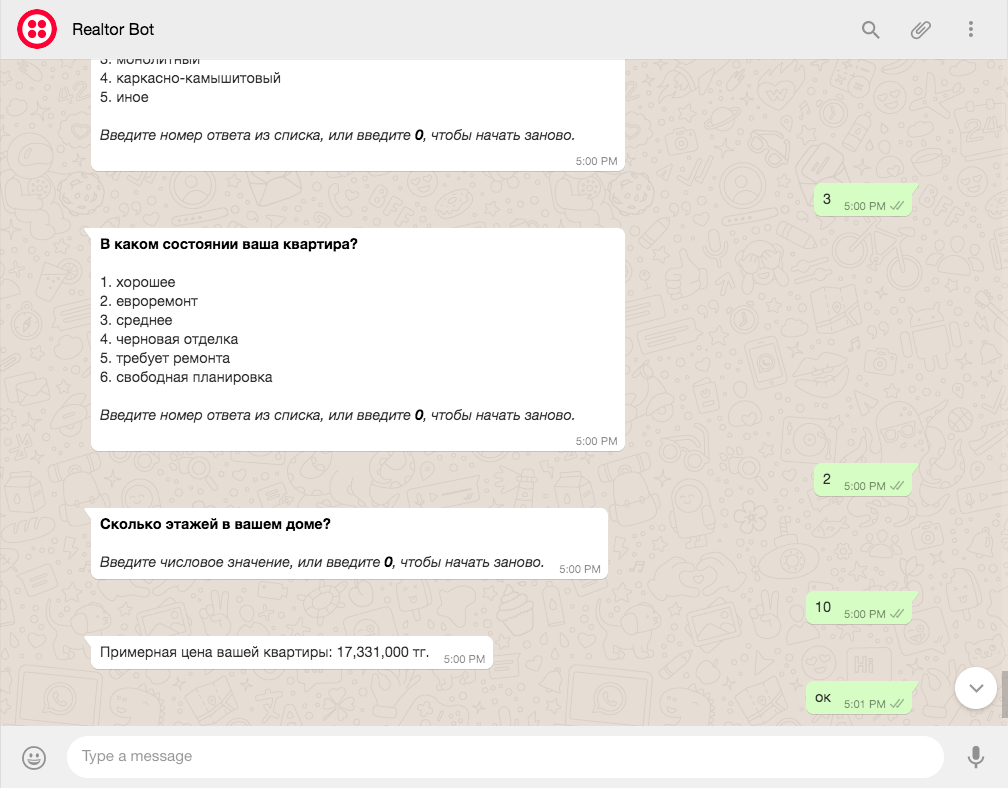 Realtor Bot
3. монолитный
4. каркасно-камышитовый
5. иное
Введите номер ответа из списка, или введите 0, чтобы начать заново.
5:00 PM
3 5:00 PM
В каком состоянии ваша квартира?
1. хорошее
2. евроремонт
3. среднее
4. черновая отделка
5. требует ремонта
6. свободная планировка
Введите номер ответа из списка, или введите 0, чтобы начать заново.
5:00 PM
2 5:00 PM
Сколько этажей в вашем доме?
Введите числовое значение, или введите 0, чтобы начать заново. 5:00 PM
10 5:00 PM
Примерная цена вашей квартиры: 17,331,000 тг. 5:00 PM
ок 5:01 PM
Type a message